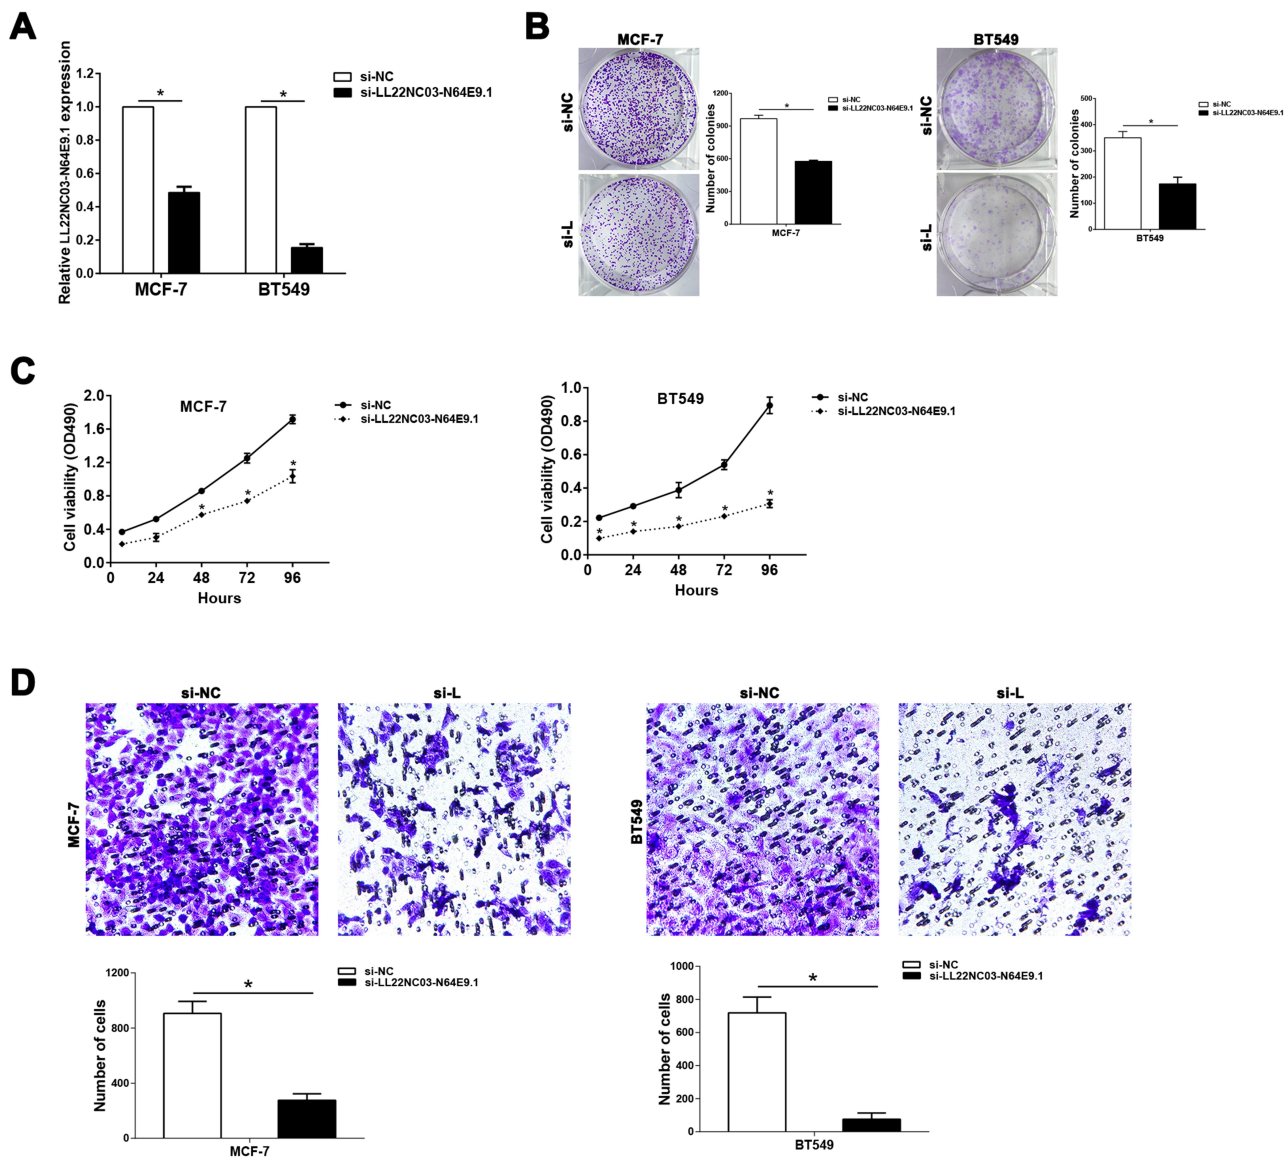 A
Relative LL22NC03-N64E9.1 expression
1.2
1.0
0.8
0.6
0.4
0.2
0.0
*
*
MCF-7
BT549
si-NC
si-LL22NC03-N64E9.1
B
MCF-7
si-NC
si-L
Number of colonies
1200
900
600
300
0
*
MCF-7
si-NC
si-LL22NC03-N64E9.1
BT549
si-NC
si-L
Number of colonies
500
400
300
200
100
0
*
BT549
si-NC
si-LL22NC03-N64E9.1
C
Cell viability (OD490)
2.0
1.6
1.2
0.8
0.4
0.0
MCF-7
*
*
*
0 24 48 72 96
Hours
si-NC
si-LL22NC03-N64E9.1
Cell viability (OD490)
1.0
0.8
0.6
0.4
0.2
0.0
BT549
*
*
*
*
*
0 24 48 72 96
Hours
si-NC
si-LL22NC03-N64E9.1
D
si-NC
si-L
MCF-7
si-NC
si-L
BT549
Number of cells
1200
800
400
0
*
MCF-7
si-NC
si-LL22NC03-N64E9.1
Number of cells
1000
800
600
400
200
0
*
BT549
si-NC
si-LL22NC03-N64E9.1